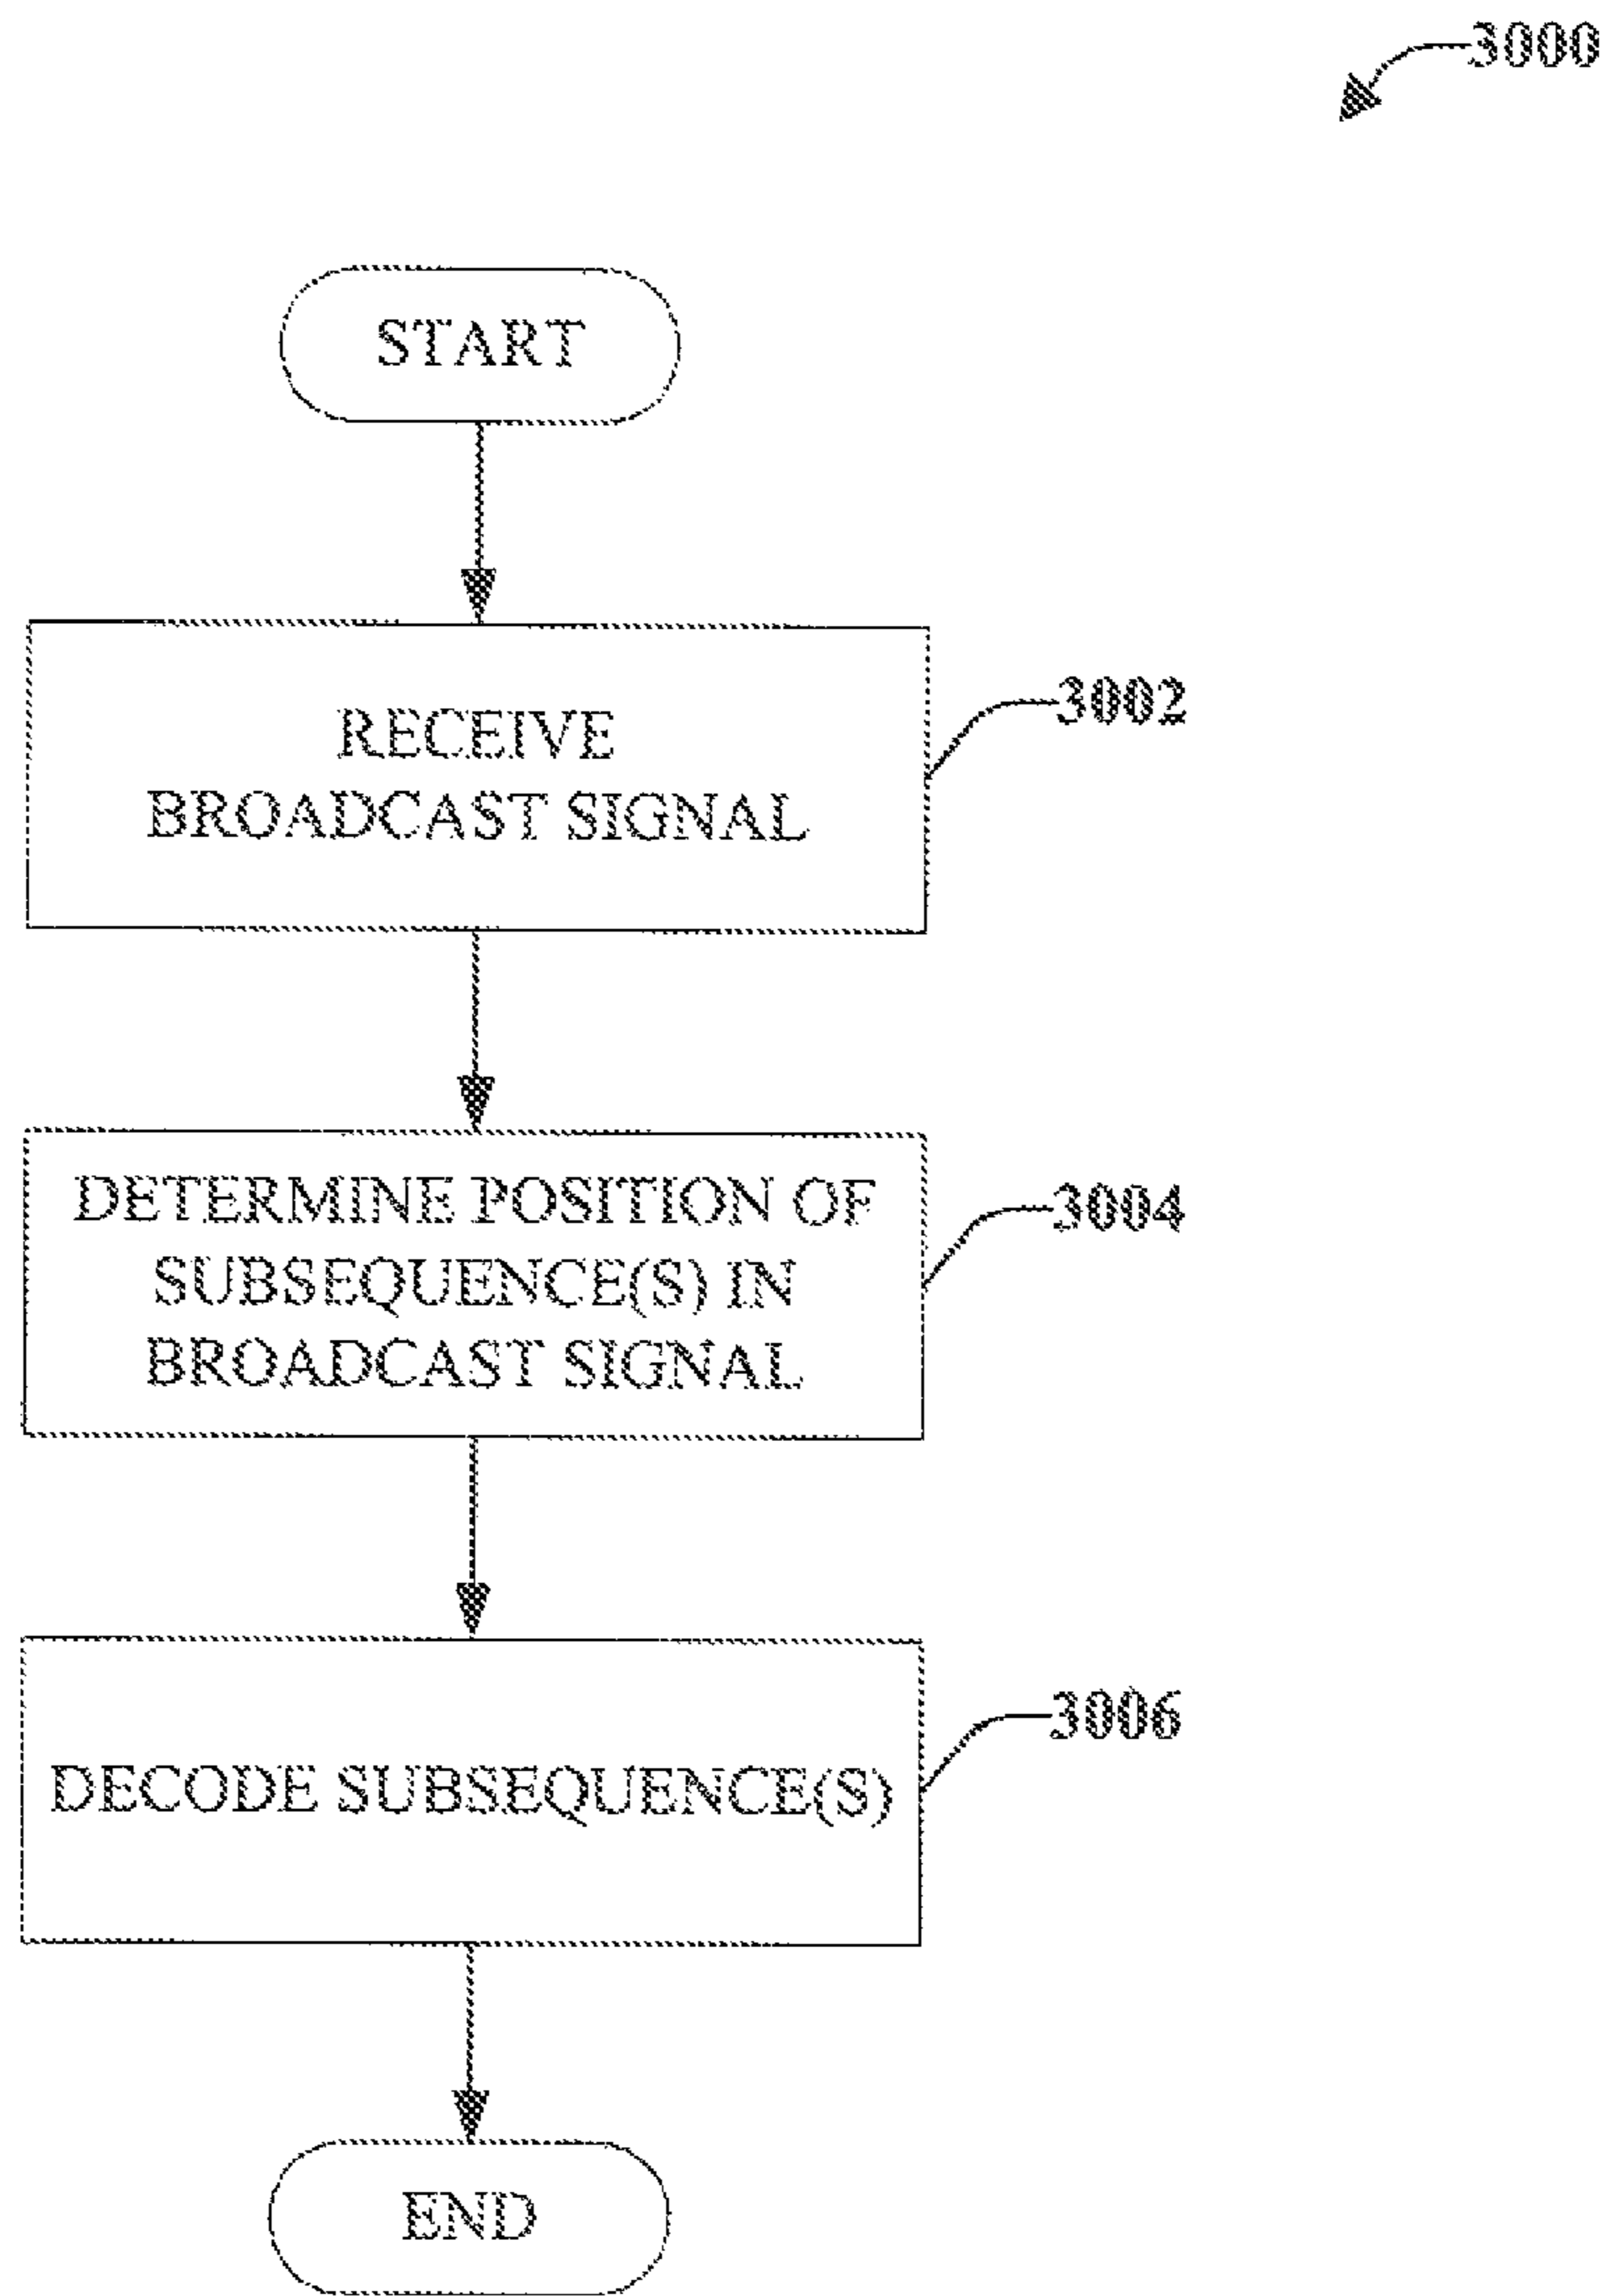 3000
START
RECEIVE
BROADCAST SIGNAL
3002
DETERMINE POSITION OF
SUBSEQUENCE(S) IN
BROADCAST SIGNAL
3004
DECODE SUBSEQUENCE(S)
3006
END